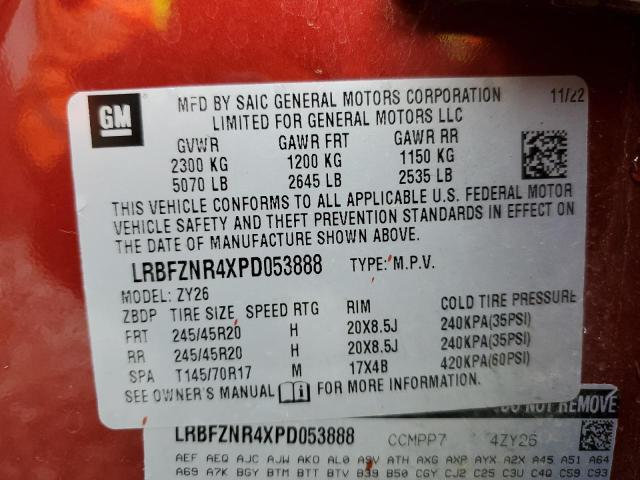 GM
MFD BY SAIC GENERAL MOTORS CORPORATION 11/22
LIMITED FOR GENERAL MOTORS LLC
GVWR GAWR FRT GAWR RR
2300 KG 1200 KG 1150 KG
5070 LB 2645 LB 2535 LB
THIS VEHICLE CONFORMS TO ALL APPLICABLE U.S. FEDERAL MOTOR
VEHICLE SAFETY AND THEFT PREVENTION STANDARDS IN EFFECT ON
THE DATE OF MANUFACTURE SHOWN ABOVE.
LRBFZNR4XPD053888 TYPE: M.P.V.
MODEL: ZY26
ZBDP TIRE SIZE SPEED RTG RIM COLD TIRE PRESSURE
FRT 245/45R20 H 20X8.5J 240KPA(35PSI)
RR 245/45R20 H 20X8.5J 240KPA(35PSI)
SPA T145/70R17 M 17X4B 420KPA(60PSI)
SEE OWNER'S MANUAL FOR MORE INFORMATION
DO NOT REMOVE
LRBFZNR4XPD053888 CCMPP7 4ZY26
AEF AEQ AJC AJW AKO AL0 ASV ATH AXG AXP AYX A2X A45 A51 A64
A69 A7K BGY BTM BTT BTV B39 B50 CGY CJ2 C25 C3U C4Q C59 C93